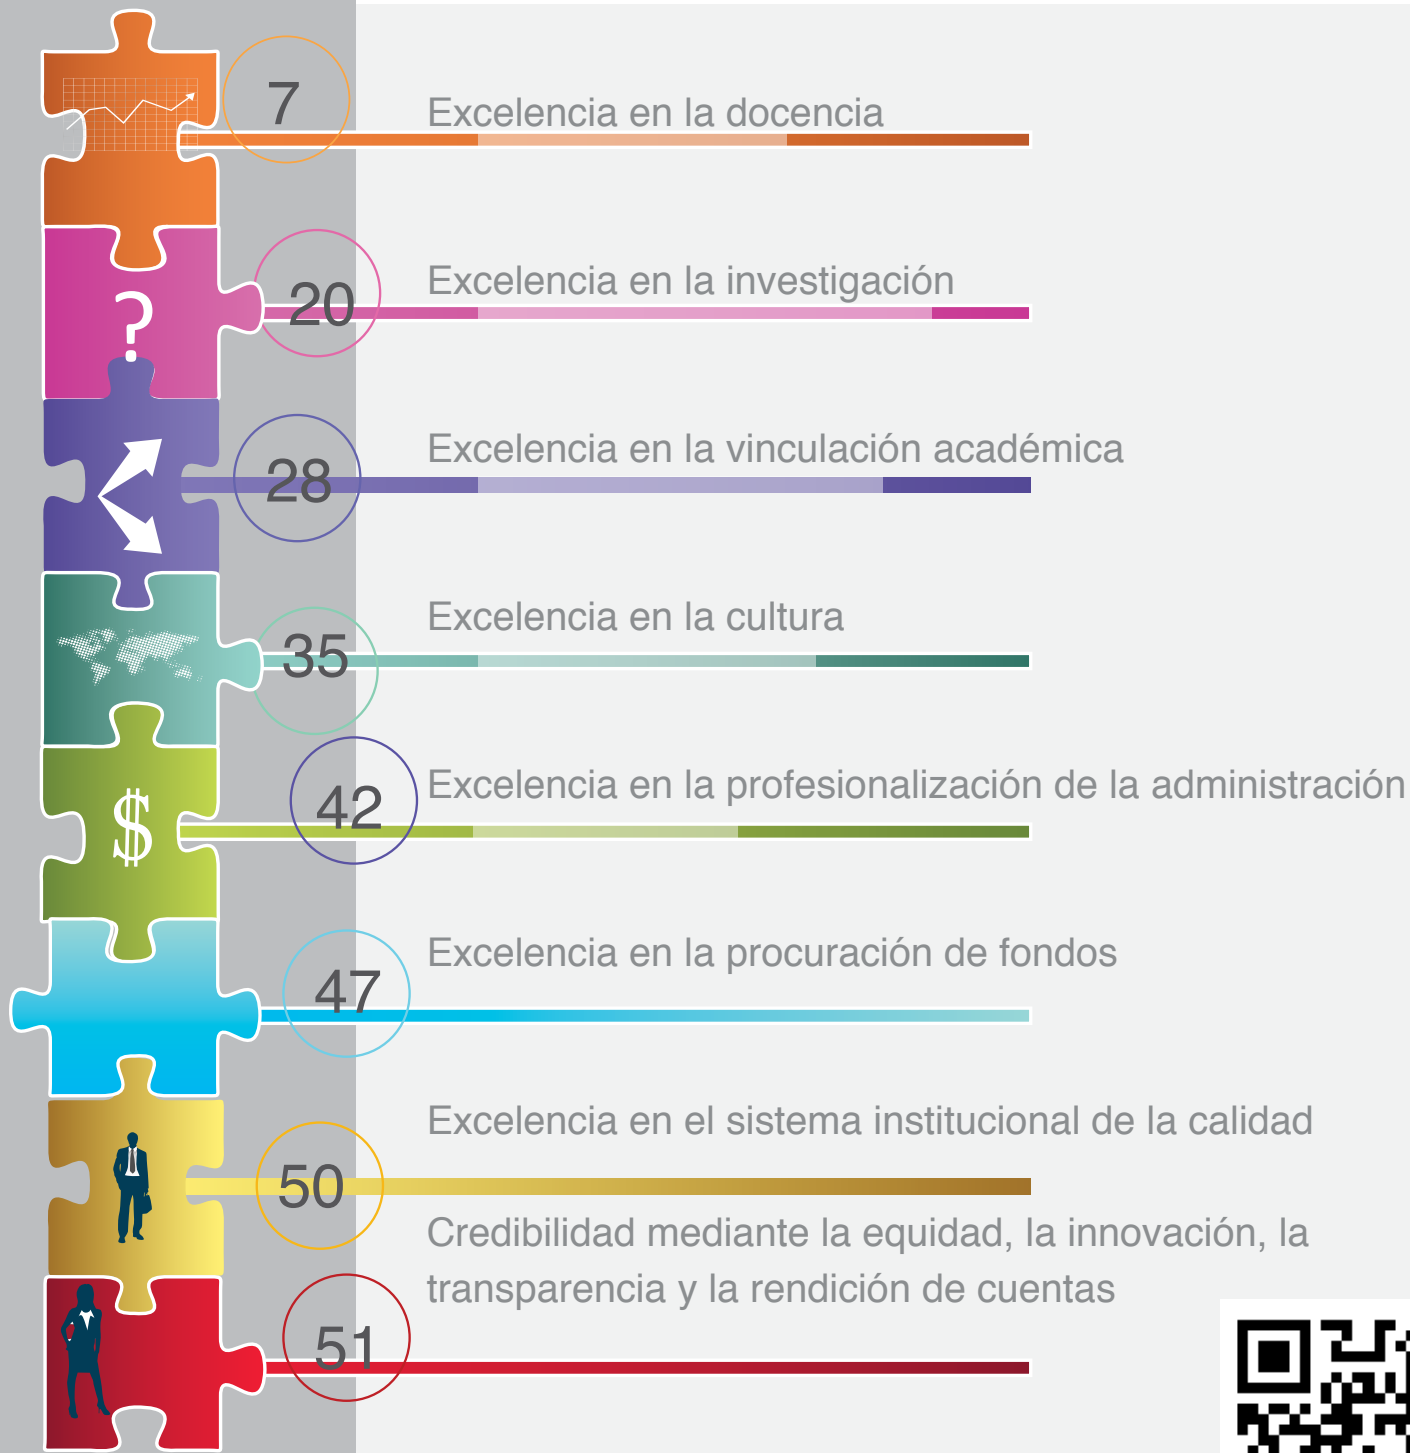 7
Excelencia en la docencia
?
20
Excelencia en la investigación
28
Excelencia en la vinculación académica
35
Excelencia en la cultura
$
42
Excelencia en la profesionalización de la administración
47
Excelencia en la procuración de fondos
50
Excelencia en el sistema institucional de la calidad
51
Credibilidad mediante la equidad, la innovación, la
transparencia y la rendición de cuentas